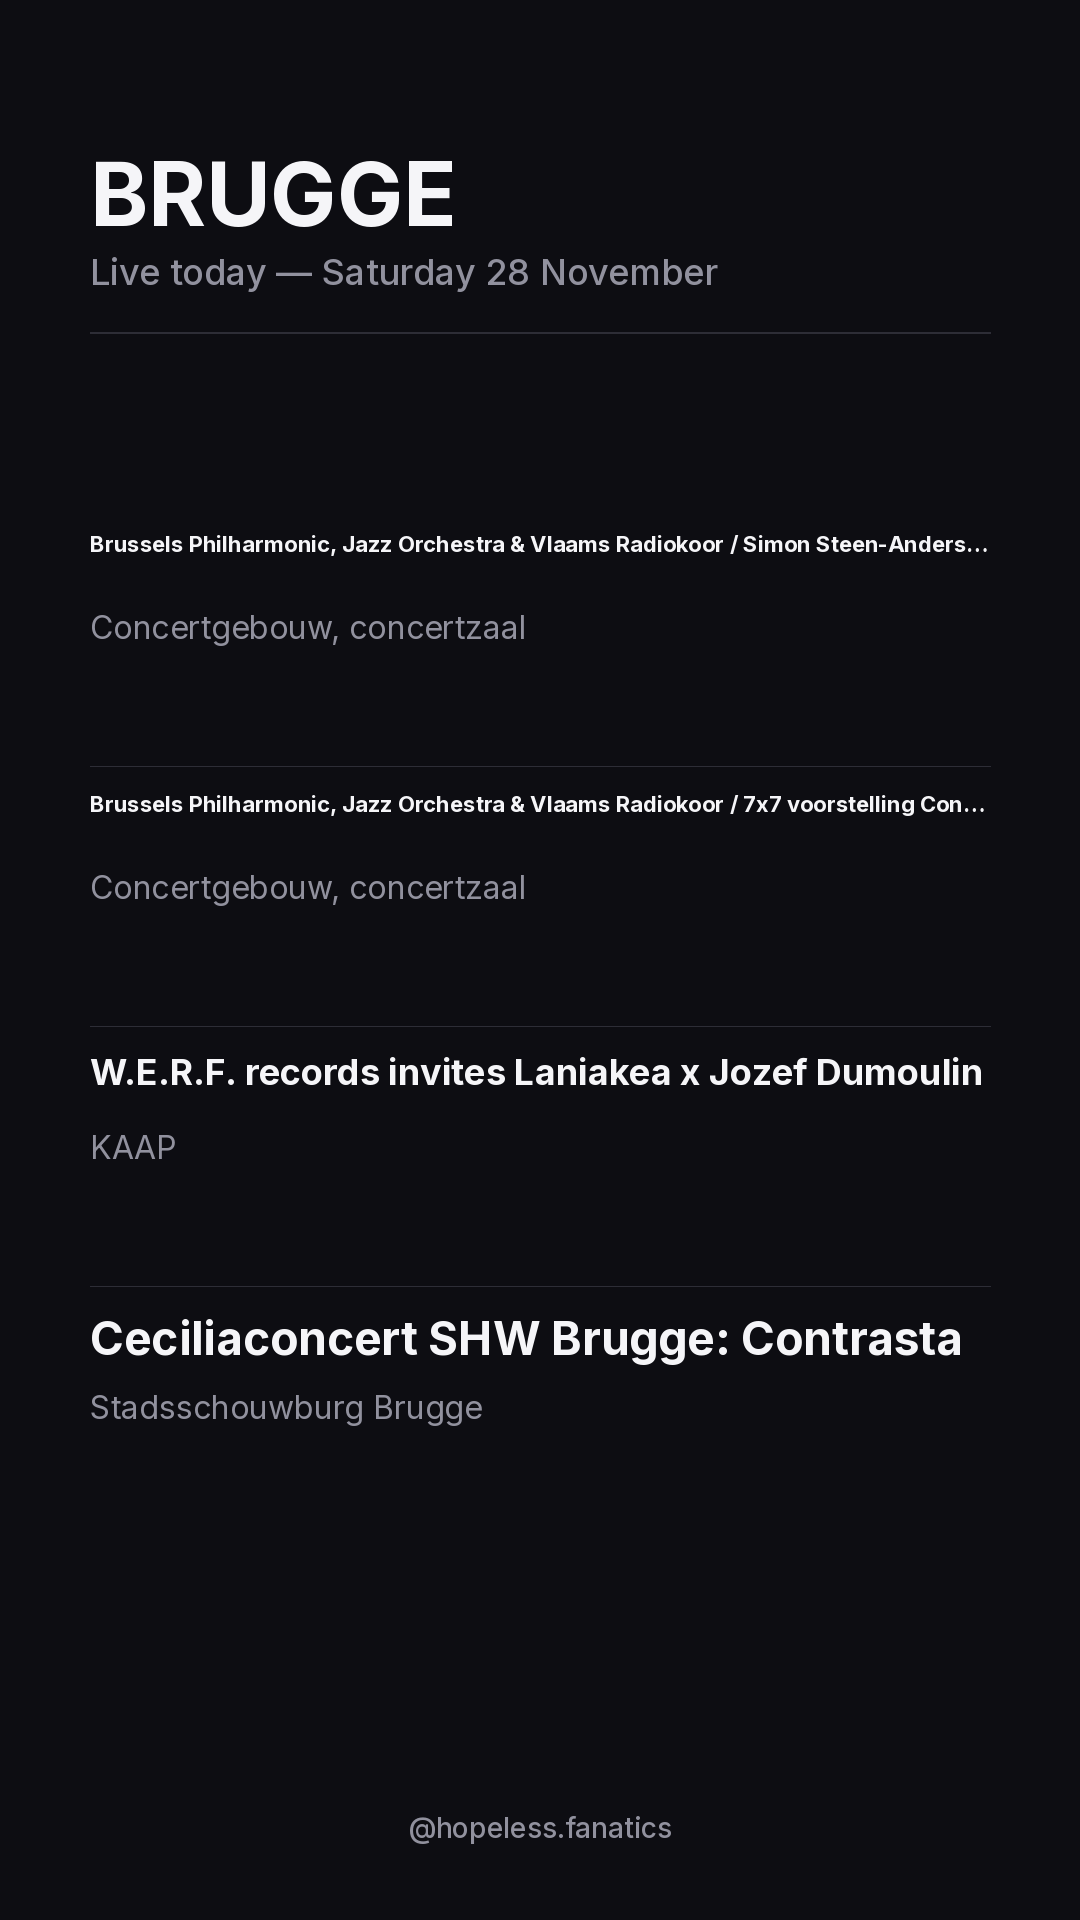 BRUGGE
Live today — Saturday 28 November
Brussels Philharmonic, Jazz Orchestra & Vlaams Radiokoor / Simon Steen-Anders…
Concertgebouw, concertzaal
Brussels Philharmonic, Jazz Orchestra & Vlaams Radiokoor / 7x7 voorstelling Con…
Concertgebouw, concertzaal
W.E.R.F. records invites Laniakea x Jozef Dumoulin
KAAP
Ceciliaconcert SHW Brugge: Contrasta
Stadsschouwburg Brugge
@hopeless.fanatics